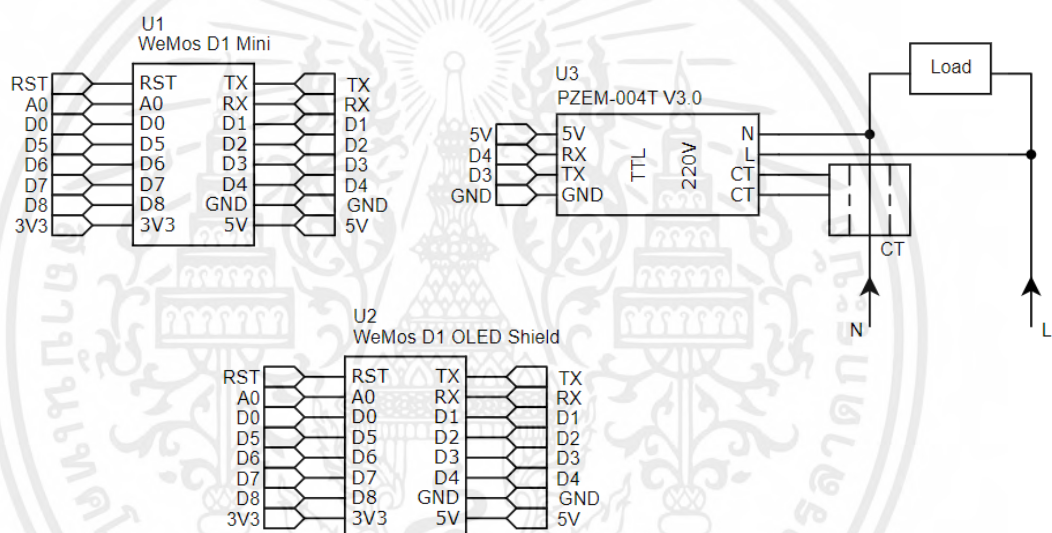 U1
WeMos D1 Mini
RST RST TX TX
A0 A0 RX RX
D0 D0 D1 D1
D5 D5 D2 D2
D6 D6 D3 D3
D7 D7 D4 D4
D8 D8 GND GND
3V3 3V3 5V 5V
U3
PZEM-004T V3.0
5V 5V N
D4 RX L
D3 TX CT
GND GND CT
TTL
220V
Load
CT
N
L
U2
WeMos D1 OLED Shield
RST RST TX TX
A0 A0 RX RX
D0 D0 D1 D1
D5 D5 D2 D2
D6 D6 D3 D3
D7 D7 D4 D4
D8 D8 GND GND
3V3 3V3 5V 5V